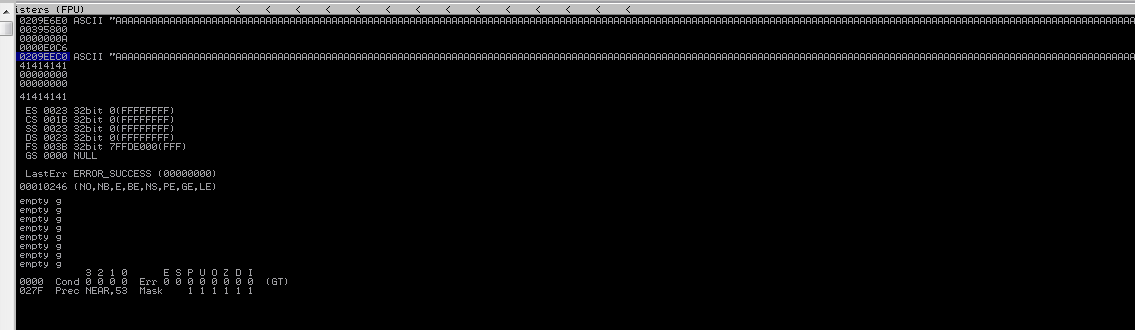 isters (FPU) < < < < < < < < < < < < < <
0209E6E0 ASCII "AAAAAAAAAAAAAAAAAAAAAAAAAAAAAAAAAAAAAAAAAAAAAAAAAAAAAAAAAAAAAAAAAAAAAAAAAAAAAAAAAAAAAAAAAAAAAAAAAAAAAAAAAAAAAAAAAAAAAAAAAAAAAAAAAAAAAAAAAAAAAAAAAAAAAAAAAAAAAAAAAAAAAAAA
00395800
0000000A
0000E0C6
0209EEC0 ASCII "AAAAAAAAAAAAAAAAAAAAAAAAAAAAAAAAAAAAAAAAAAAAAAAAAAAAAAAAAAAAAAAAAAAAAAAAAAAAAAAAAAAAAAAAAAAAAAAAAAAAAAAAAAAAAAAAAAAAAAAAAAAAAAAAAAAAAAAAAAAAAAAAAAAAAAAAAAAAAAAAAAAAAAAA
41414141
00000000
00000000
41414141
ES 0023 32bit 0(FFFFFFFF)
CS 001B 32bit 0(FFFFFFFF)
SS 0023 32bit 0(FFFFFFFF)
DS 0023 32bit 0(FFFFFFFF)
FS 003B 32bit 7FFDE000(FFF)
GS 0000 NULL
LastErr ERROR_SUCCESS (00000000)
00010246 (NO,NB,E,BE,NS,PE,GE,LE)
empty g
empty g
empty g
empty g
empty g
empty g
empty g
empty g
3 2 1 0 E S P U O Z D I
0000 Cond 0 0 0 0 Err 0 0 0 0 0 0 0 0 (GT)
027F Prec NEAR,53 Mask 1 1 1 1 1 1